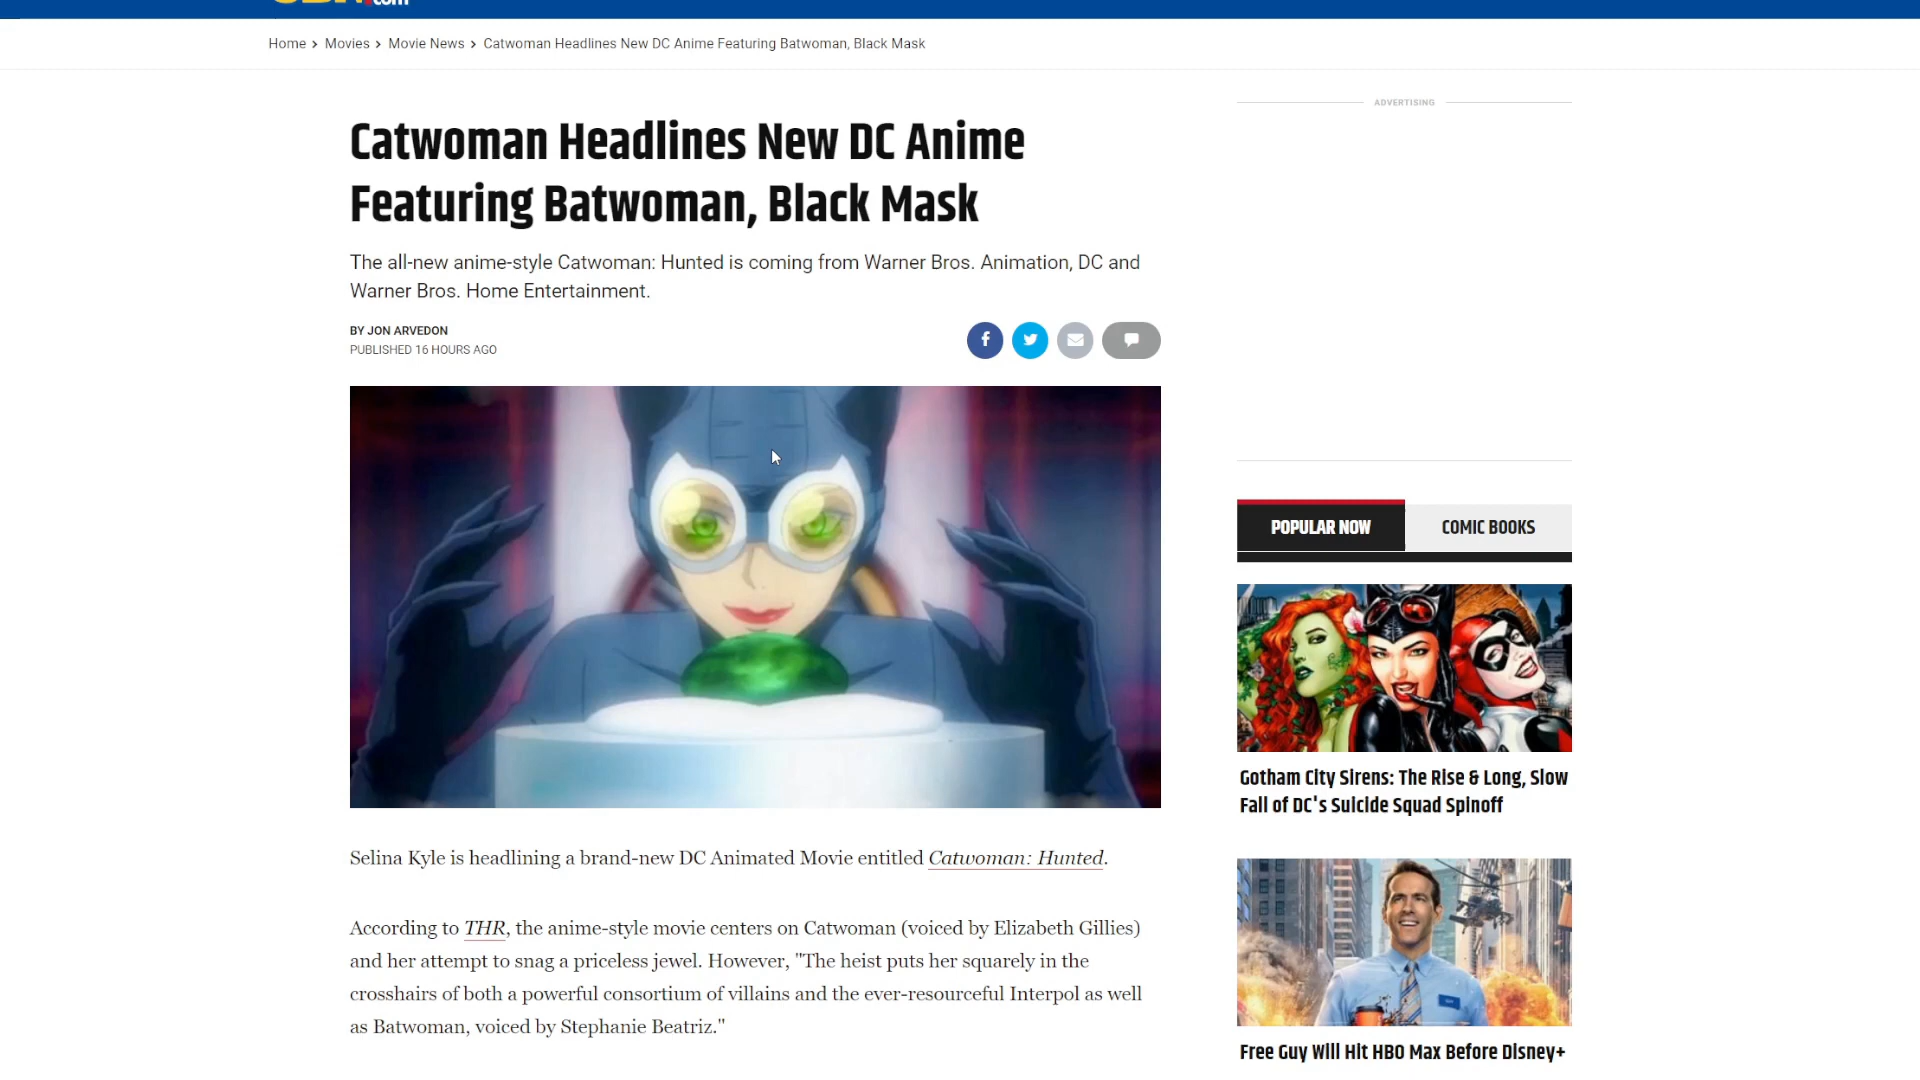 Home > Movies > Movie News > Catwoman Headlines New DC Anime Featuring Batwoman, Black Mask
ADVERTISING
Catwoman Headlines New DC Anime
Featuring Batwoman, Black Mask
The all-new anime-style Catwoman: Hunted is coming from Warner Bros. Animation, DC and
Warner Bros. Home Entertainment.
BY JON ARVEDON
PUBLISHED 16 HOURS AGO
Selina Kyle is headlining a brand-new DC Animated Movie entitled Catwoman: Hunted.
According to THR, the anime-style movie centers on Catwoman (voiced by Elizabeth Gillies)
and her attempt to snag a priceless jewel. However, "The heist puts her squarely in the
crosshairs of both a powerful consortium of villains and the ever-resourceful Interpol as well
as Batwoman, voiced by Stephanie Beatriz."
POPULAR NOW
COMIC BOOKS
Gotham City Sirens: The Rise & Long, Slow
Fall of DC's Suicide Squad Spinoff
Free Guy Will Hit HBO Max Before Disney+